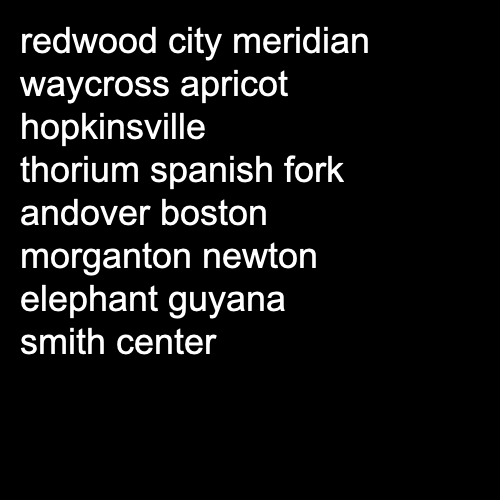 redwood city meridian
waycross apricot
hopkinsville
thorium spanish fork
andover boston
morganton newton
elephant guyana
smith center